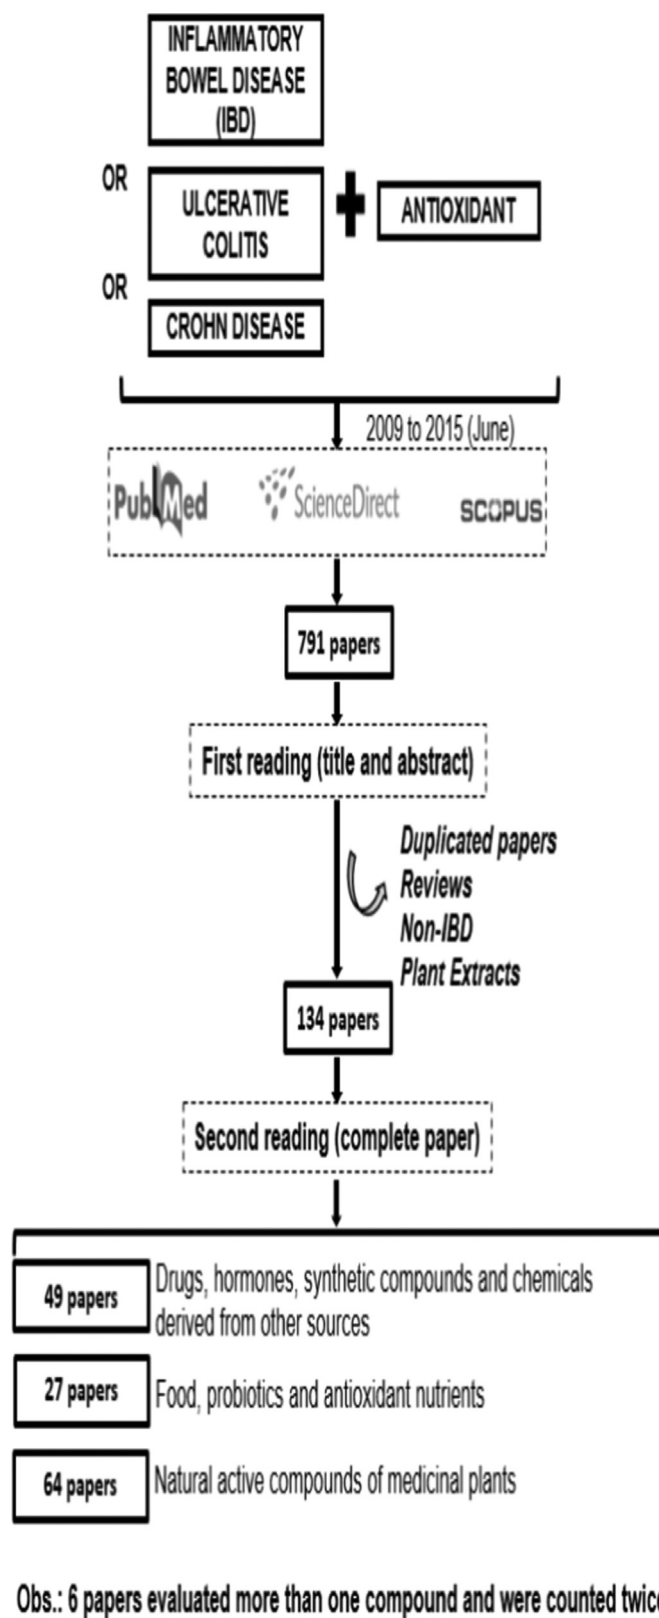 INFLAMMATORY
BOWEL DISEASE
(IBD)
OR
ULCERATIVE
COLITIS
ANTIOXIDANT
OR
CROHN DISEASE
2009 to 2015 (June)
PubMed
ScienceDirect
SCOPUS
791 papers
First reading (title and abstract)
Duplicated papers
Reviews
Non-IBD
Plant Extracts
134 papers
Second reading (complete paper)
49 papers
Drugs, hormones, synthetic compounds and chemicals
derived from other sources
27 papers
Food, probiotics and antioxidant nutrients
64 papers
Natural active compounds of medicinal plants
Obs.: 6 papers evaluated more than one compound and were counted twice